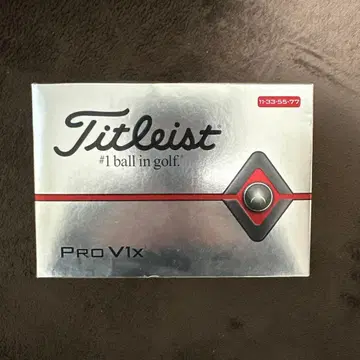 11·33·55·77
Titleist®
#1 ball in golf.®
PRO V1x